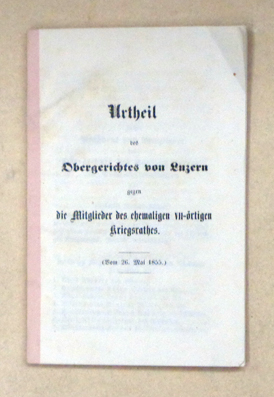 Urtheil
des
Obergerichtes von Luzern
gegen
die Mitglieder des ehemaligen VII-örtigen
Kriegsrathes.
(Vom 26. Mai 1855.)